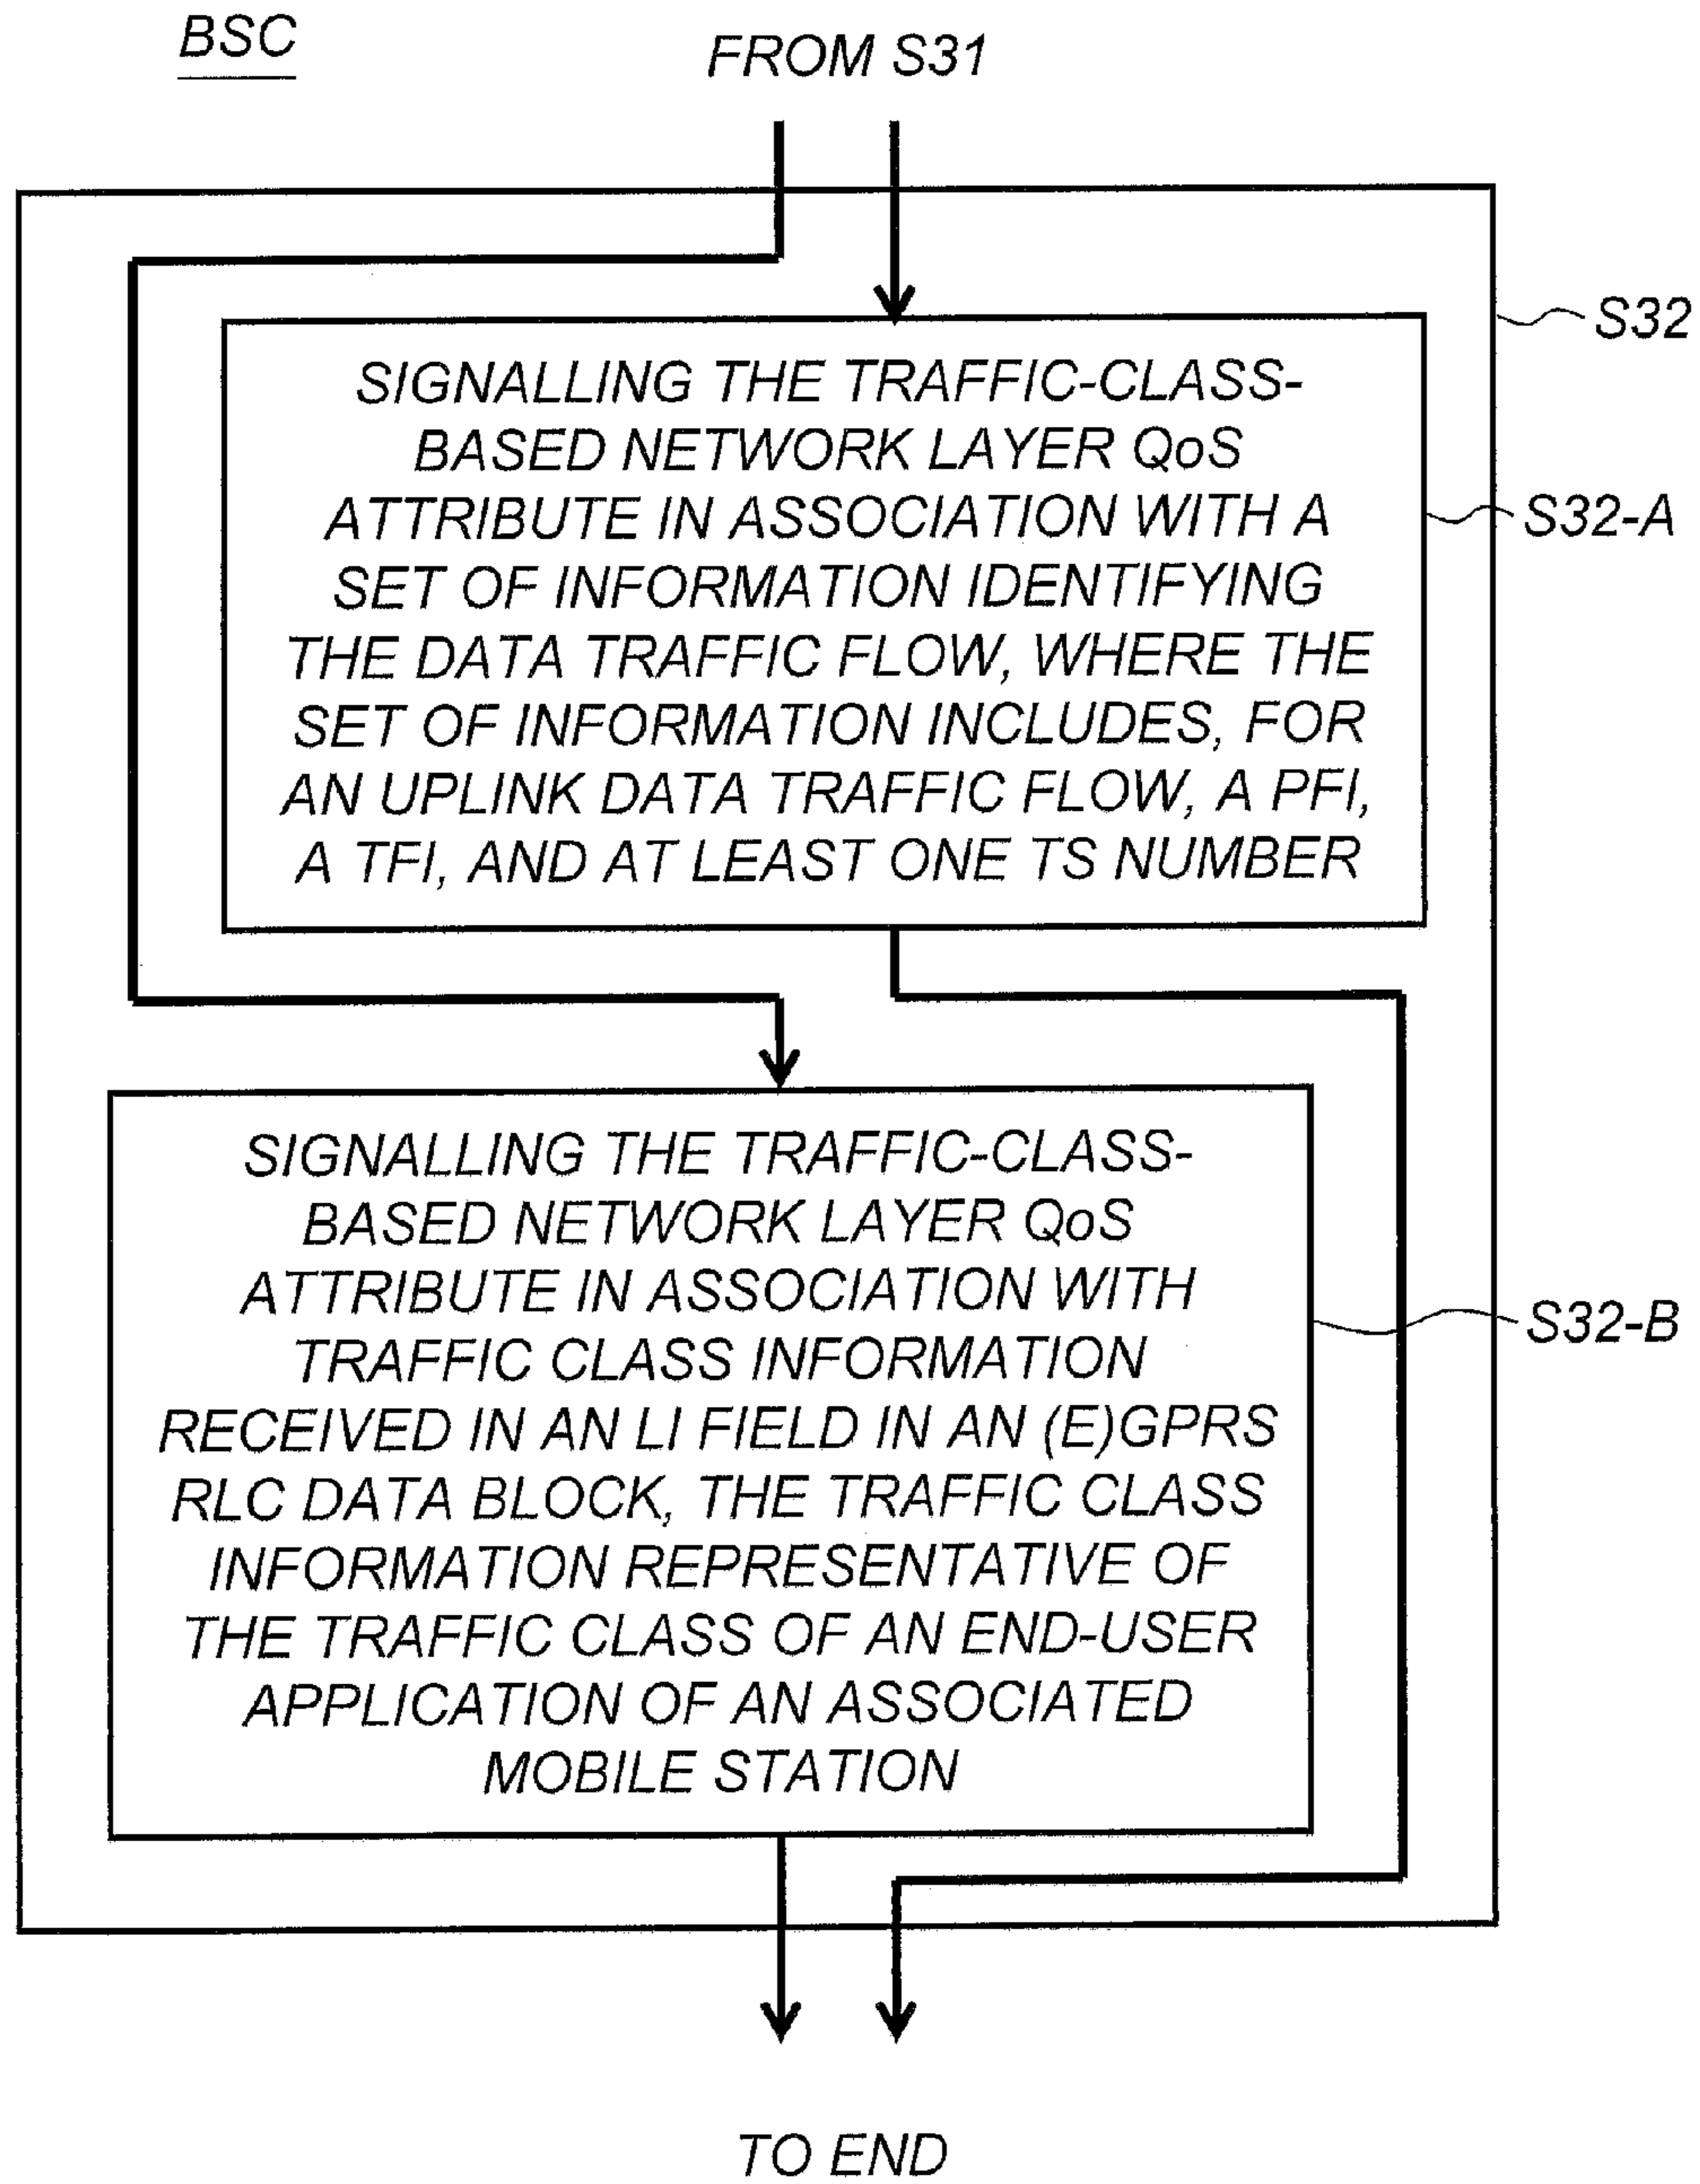 BSC
FROM S31
S32
SIGNALLING THE TRAFFIC-CLASS-
BASED NETWORK LAYER QoS
ATTRIBUTE IN ASSOCIATION WITH A
SET OF INFORMATION IDENTIFYING
THE DATA TRAFFIC FLOW, WHERE THE
SET OF INFORMATION INCLUDES, FOR
AN UPLINK DATA TRAFFIC FLOW, A PFI,
A TFI, AND AT LEAST ONE TS NUMBER
S32-A
SIGNALLING THE TRAFFIC-CLASS-
BASED NETWORK LAYER QoS
ATTRIBUTE IN ASSOCIATION WITH
TRAFFIC CLASS INFORMATION
RECEIVED IN AN LI FIELD IN AN (E)GPRS
RLC DATA BLOCK, THE TRAFFIC CLASS
INFORMATION REPRESENTATIVE OF
THE TRAFFIC CLASS OF AN END-USER
APPLICATION OF AN ASSOCIATED
MOBILE STATION
S32-B
TO END